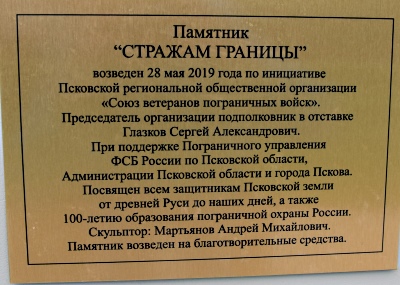 Памятник
“СТРАЖАМ ГРАНИЦЫ”
возведен 28 мая 2019 года по инициативе
Псковской региональной общественной организации
«Союз ветеранов пограничных войск».
Председатель организации подполковник в отставке
Глазков Сергей Александрович.
При поддержке Пограничного управления
ФСБ России по Псковской области,
Администрации Псковской области и города Пскова.
Посвящен всем защитникам Псковской земли
от древней Руси до наших дней, а также
100-летию образования пограничной охраны России.
Скульптор: Мартьянов Андрей Михайлович.
Памятник возведен на благотворительные средства.